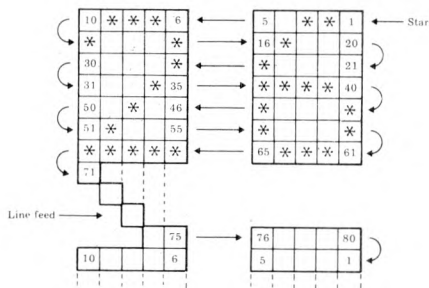 10 * * 6 5 * * 1 Star
* * 16 * 20
30 * * 21
31 * 35 * * * * 40
50 * 46 * *
51 * 55 * *
* * * * * 65 * * * 61
71
Line feed
75 76 80
10 6 5 1